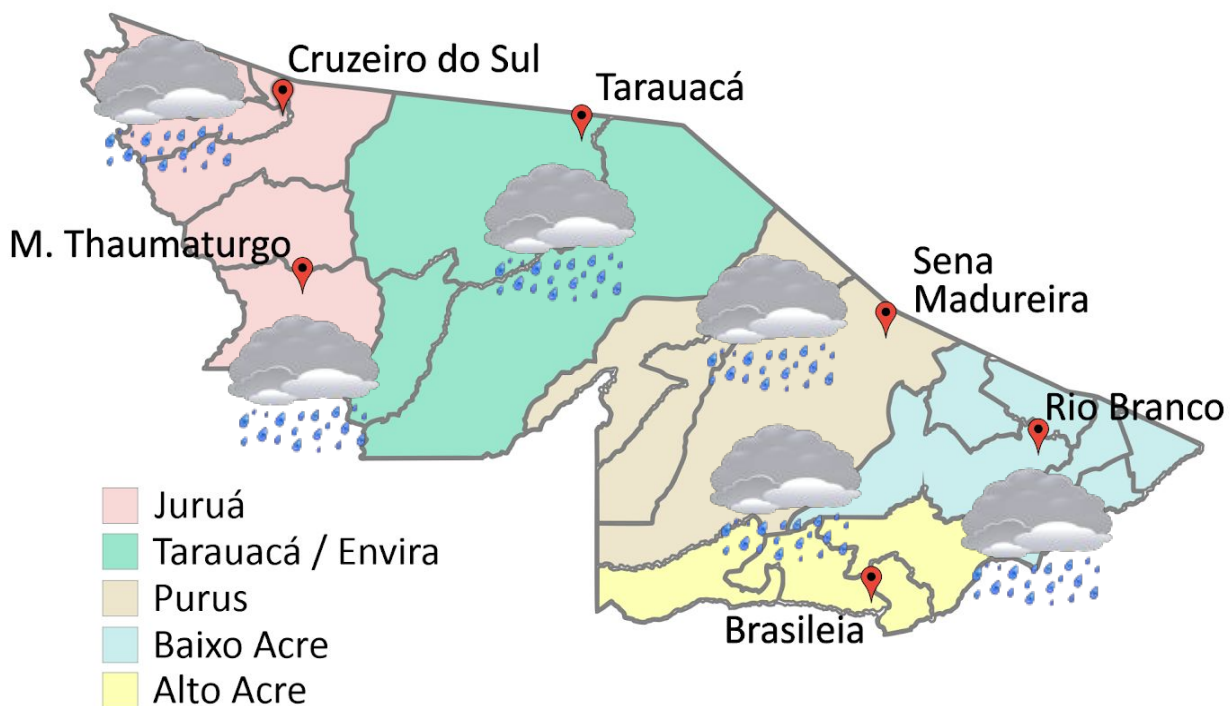 Cruzeiro do Sul
Tarauacá
M. Thaumaturgo
Sena
Madureira
Rio Branco
Brasileia
Juruá
Tarauacá / Envira
Purus
Baixo Acre
Alto Acre